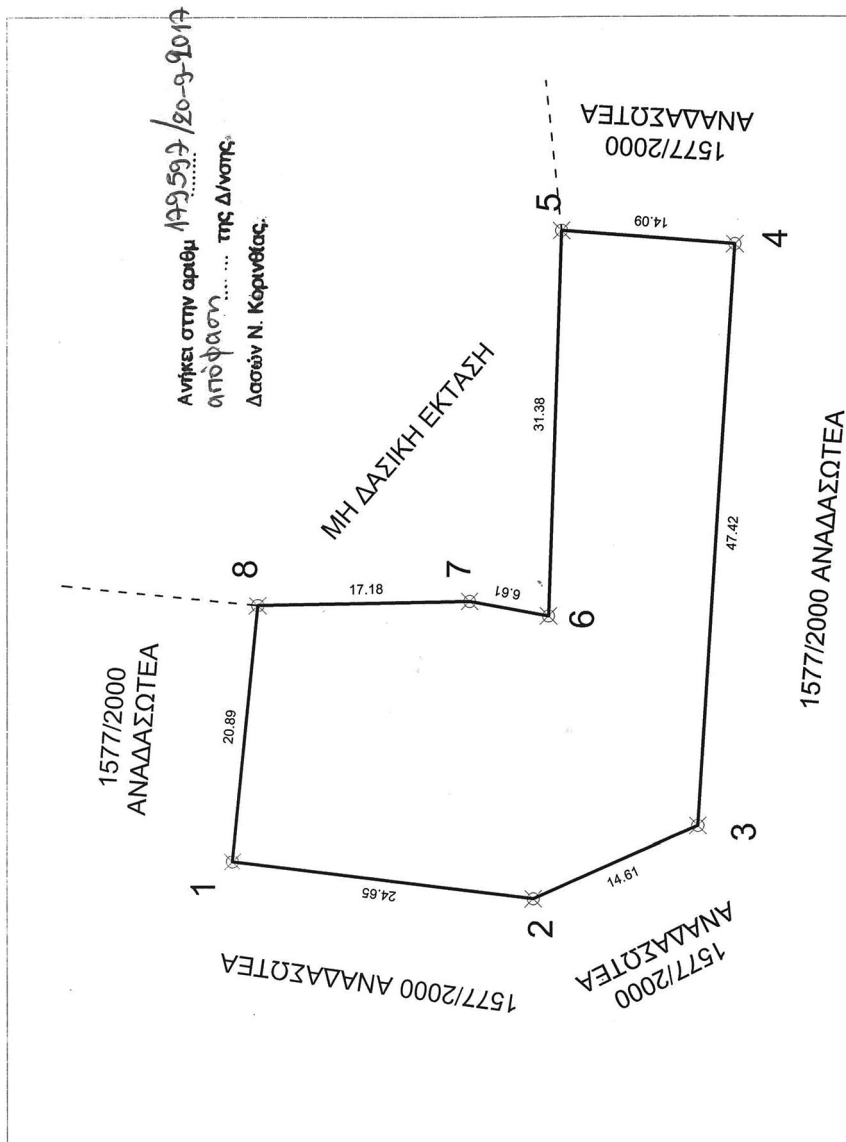 Ανήκει στην αριθμ 179597/20-9-2017
απόφαση ........ της Δ/νσης
Δασών Ν. Κορινθίας.
1577/2000
ΑΝΑΔΑΣΩΤΕΑ
1
20.89
8
17.18
7
6.61
6
ΜΗ ΔΑΣΙΚΗ ΕΚΤΑΣΗ
31.38
5
1577/2000
ΑΝΑΔΑΣΩΤΕΑ
14.09
4
47.42
1577/2000 ΑΝΑΔΑΣΩΤΕΑ
3
14.61
1577/2000
ΑΝΑΔΑΣΩΤΕΑ
2
24.65
1577/2000 ΑΝΑΔΑΣΩΤΕΑ